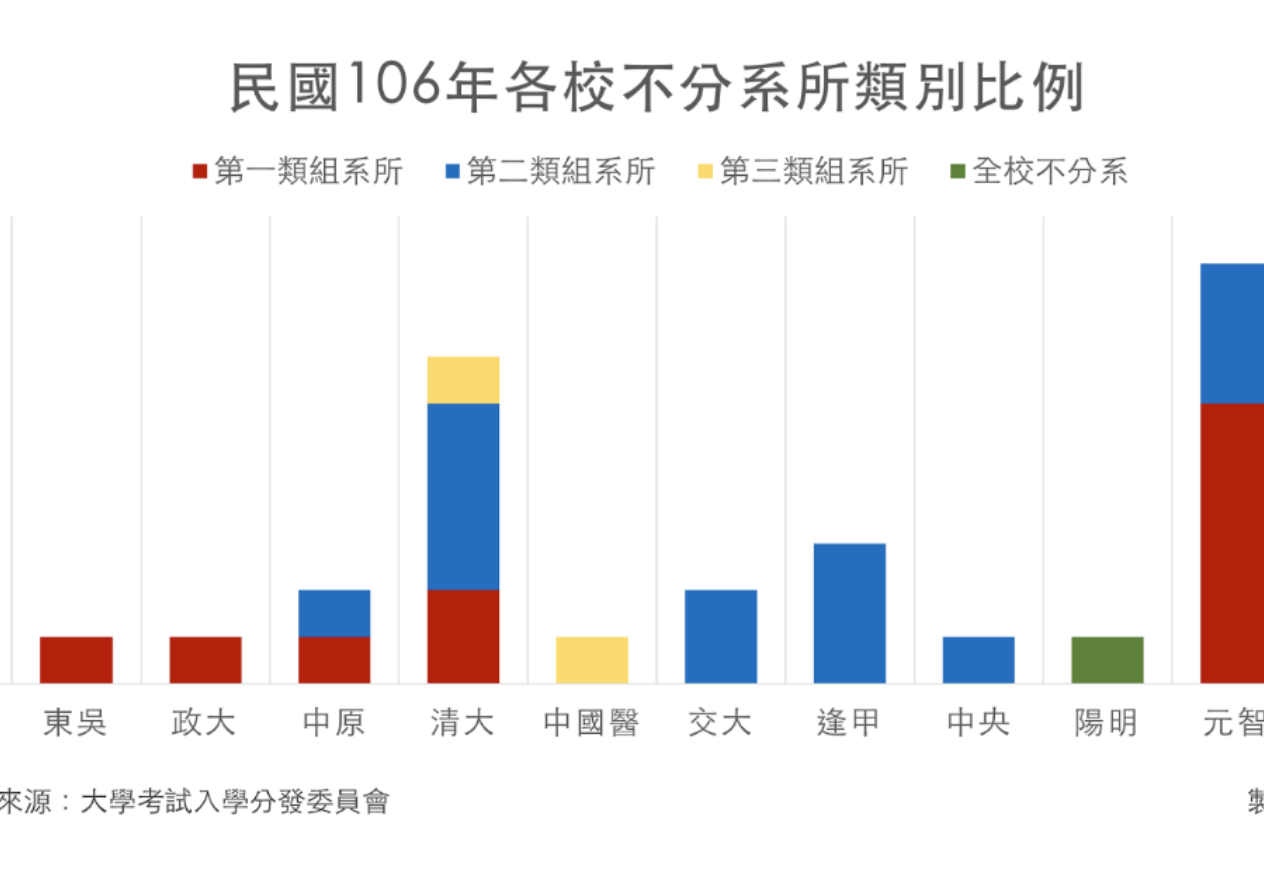 民國106年各校不分系所類別比例
第一類組系所 第二類組系所 第三類組系所 全校不分系
東吳 政大 中原 清大 中國醫 交大 逢甲 中央 陽明 元智
來源：大學考試入學分發委員會